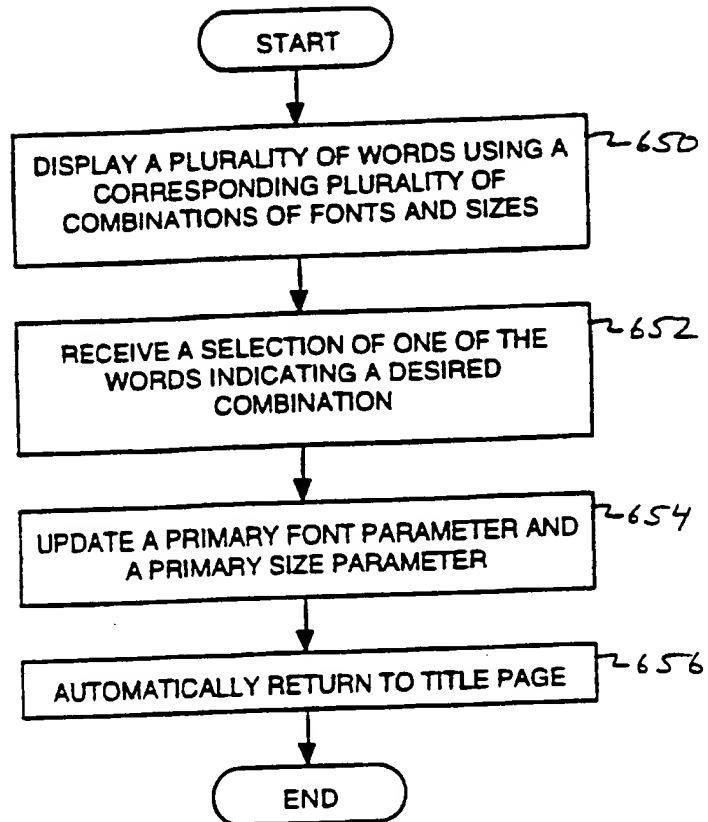 START
DISPLAY A PLURALITY OF WORDS USING A
CORRESPONDING PLURALITY OF
COMBINATIONS OF FONTS AND SIZES
650
RECEIVE A SELECTION OF ONE OF THE
WORDS INDICATING A DESIRED
COMBINATION
652
UPDATE A PRIMARY FONT PARAMETER AND
A PRIMARY SIZE PARAMETER
654
AUTOMATICALLY RETURN TO TITLE PAGE
656
END